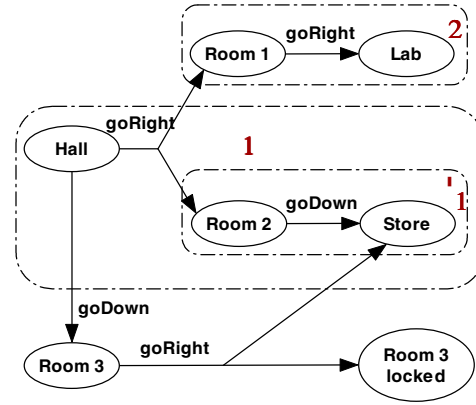 goRight
2
Room 1
Lab
goRight
Hall
1
goDown
'1
Room 2
Store
goDown
goRight
Room 3
Room 3
locked